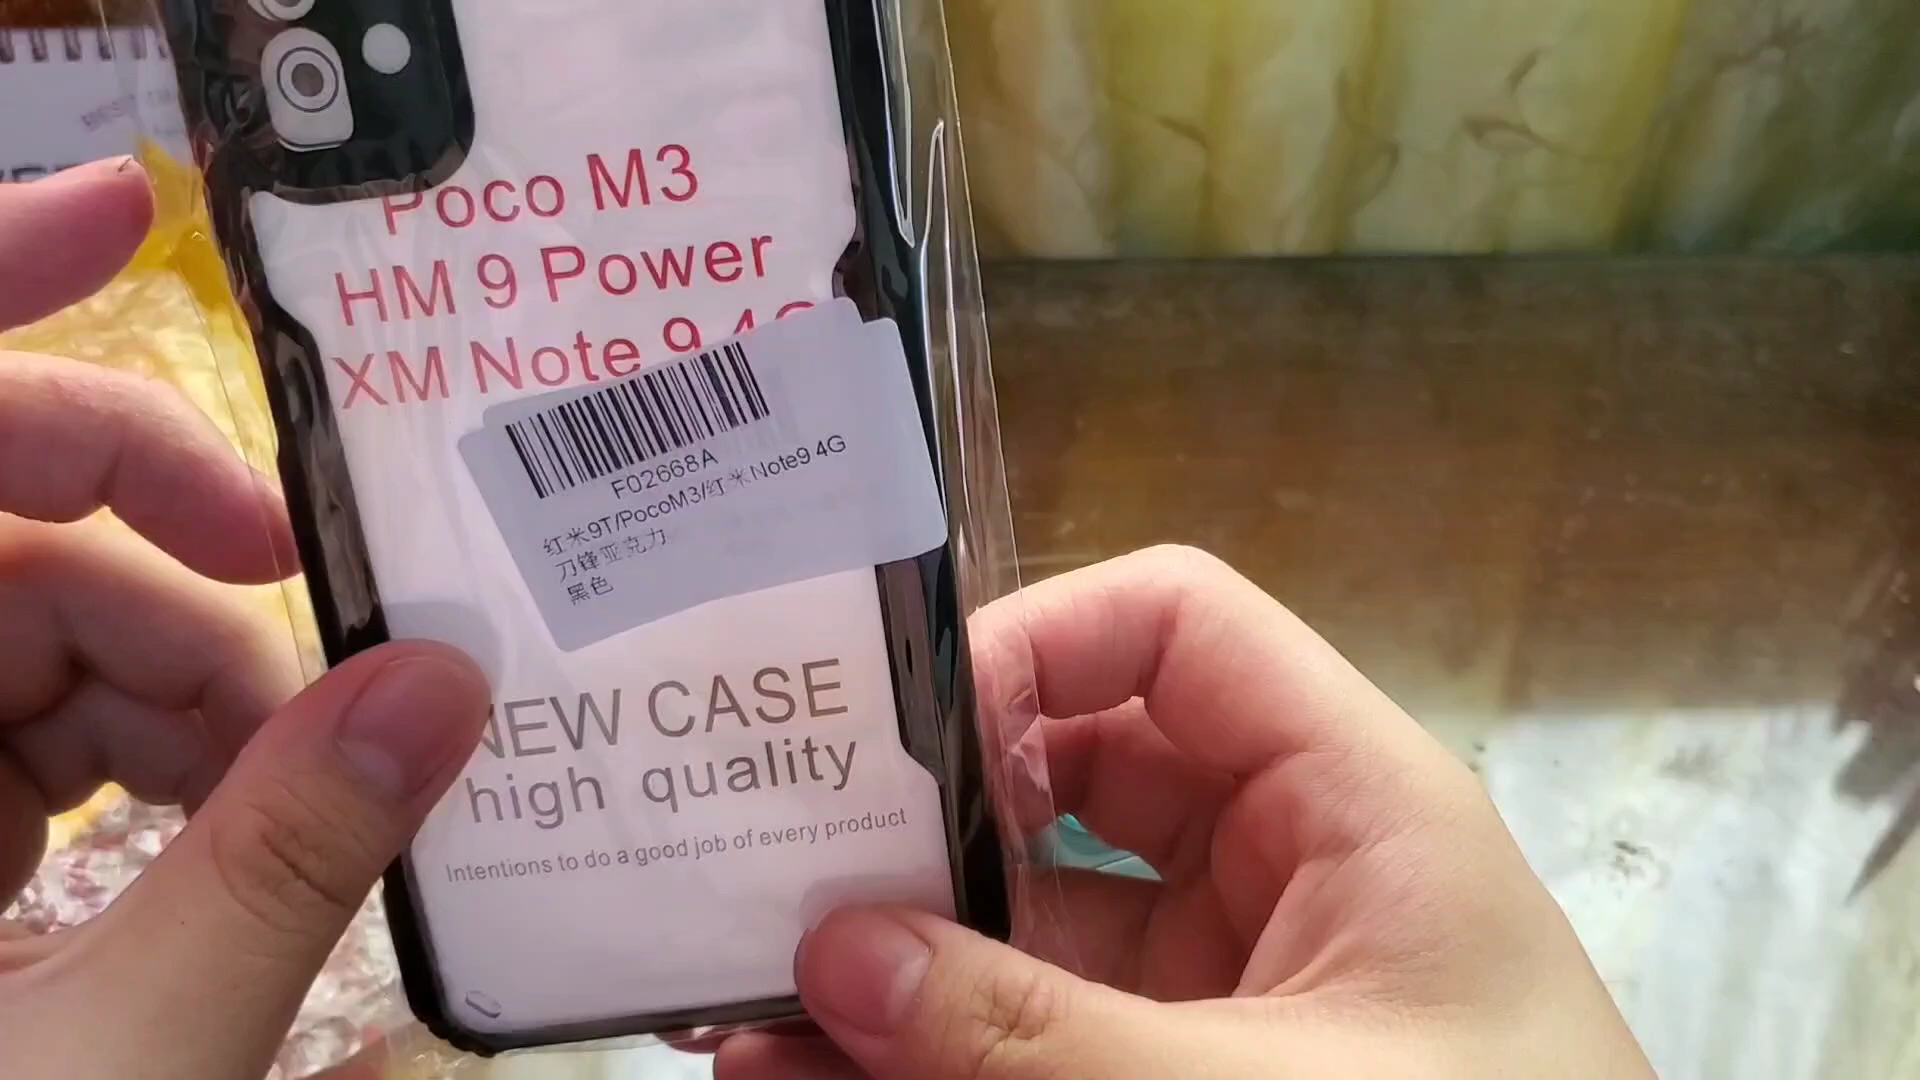 Poco M3
HM 9 Power
XM Note 9 4G
F02668A
红米9T/PocoM3/红米Note9 4G
刀锋亚克力
黑色
NEW CASE
high quality
Intentions to do a good job of every product